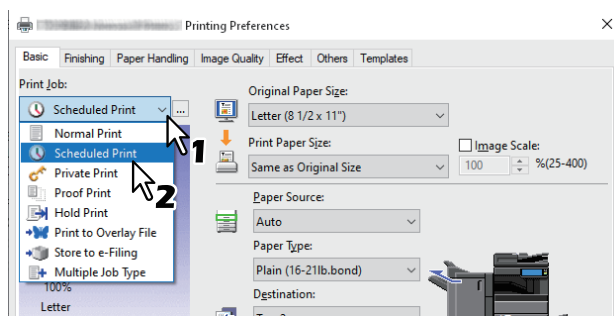 Printing Preferences
Basic Finishing Paper Handling Image Quality Effect Others Templates
Print Job:
Scheduled Print
...
Normal Print
Scheduled Print
Private Print
Proof Print
Hold Print
Print to Overlay File
Store to e-Filing
Multiple Job Type
100%
Letter
1
2
Original Paper Size:
Letter (8 1/2 x 11")
Print Paper Size:
Same as Original Size
Image Scale:
100 %(25-400)
Paper Source:
Auto
Paper Type:
Plain (16-21lb.bond)
Destination: